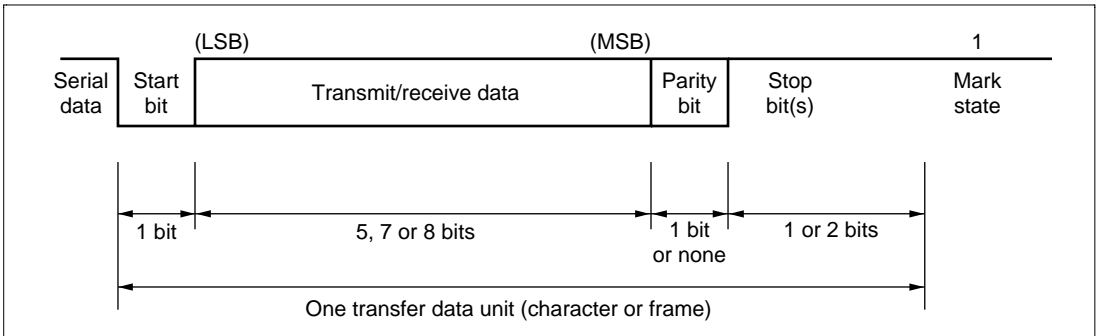 (LSB) (MSB) 1
Serial data
Start bit
Transmit/receive data
Parity bit
Stop bit(s)
Mark state
1 bit
5, 7 or 8 bits
1 bit or none
1 or 2 bits
One transfer data unit (character or frame)